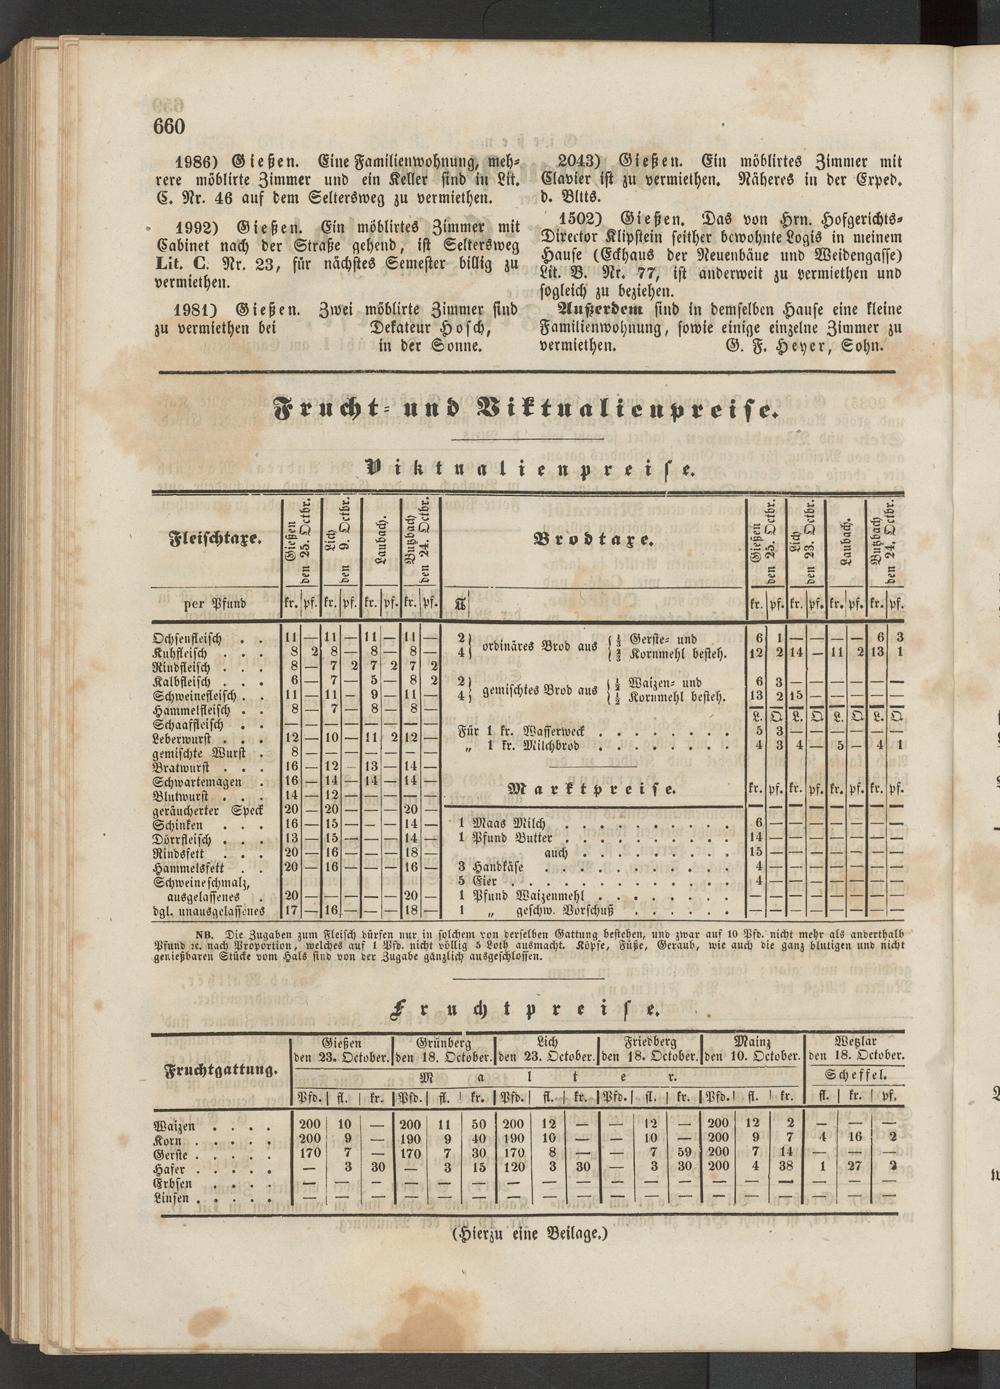 660
1986) Gießen. Eine Familienwohnung, meh-
rere möblirte Zimmer und ein Keller sind in Lit.
C. Nr. 46 auf dem Seltersweg zu vermiethen.
1992) Gießen. Ein möblirtes Zimmer mit
Cabinet nach der Straße gehend, ist Seltersweg
Lit. C. Nr. 23, für nächstes Semester billig zu
vermiethen.
1981) Gießen. Zwei möblirte Zimmer sind
zu vermiethen bei Dekateur Hosch,
in der Sonne.
2043) Gießen. Ein möblirtes Zimmer mit
Clavier ist zu vermiethen. Näheres in der Exped.
d. Bltts.
1502) Gießen. Das von Hrn. Hofgerichts-
Director Klipstein seither bewohnte Logis in meinem
Hause (Eckhaus der Neuenbäue und Weidengasse)
Lit. B. Nr. 77, ist anderweit zu vermiethen und
sogleich zu beziehen.
Außerdem sind in demselben Hause eine kleine
Familienwohnung, sowie einige einzelne Zimmer zu
vermiethen. G. F. Heyer, Sohn.
Frucht- und Viktualienpreise.
Viktualienpreise.
Fleischtaxe. Gießen den 25. Octbr. Lich den 9. Octbr. Laubach. Butzbach den 24. Octbr.
per Pfund kr. pf. kr. pf. kr. pf. kr. pf.
Ochsenfleisch . . 11 — 11 — 11 — 11 —
Kuhfleisch . . . 8 2 8 — 8 — 8 —
Rindfleisch . . . 8 — 7 2 7 2 7 2
Kalbfleisch . . . 6 — 7 — 5 — 8 2
Schweinefleisch . . 11 — 11 — 9 — 11 —
Hammelfleisch . . 8 — 7 — 8 — 8 —
Schaaffleisch . . — — — — — — — —
Leberwurst . . . 12 — 10 — 11 2 12 —
gemischte Wurst . 8 — — — — — — —
Bratwurst . . . 16 — 12 — 13 — 14 —
Schwartemagen . 16 — 14 — 14 — 14 —
Blutwurst . . . 14 — 12 — — — — —
geräucherter Speck 20 — 20 — — — 20 —
Schinken . . . 16 — 15 — — — 14 —
Dörrfleisch . . . 13 — 15 — — — 14 —
Rindsfett . . . 20 — 16 — — — 18 —
Hammelsfett . . 20 — 16 — — — 16 —
Schweineschmalz,
ausgelassenes . 20 — — — — — 20 —
dgl. unausgelassenes 17 — 16 — — — 18 —
Brodtaxe. Gießen den 25. Octbr. Lich den 23. Octbr. Laubach. Butzbach den 24. Octbr.
℔ kr. pf. kr. pf. kr. pf. kr. pf.
2 } ordinäres Brod aus { ⅓ Gerste- und 6 1 — — — — 6 3
4 } { ⅔ Kornmehl besteh. 12 2 14 — 11 2 13 1
2 } gemischtes Brod aus { ½ Waizen- und 6 3 — — — — — —
4 } { ½ Kornmehl besteh. 13 2 15 — — — — —
L. Q. L. Q. L. Q. L. Q.
Für 1 kr. Wasserweck . . . . . . . . 5 3 — — — — — —
„ 1 kr. Milchbrod . . . . . . . . 4 3 4 — 5 — 4 1
Marktpreise. kr. pf. kr. pf. kr. pf. kr. pf.
1 Maas Milch . . . . . . . . . 6 — — — — — — —
1 Pfund Butter . . . . . . . . . 14 — — — — — — —
auch . . . . . . . . 15 — — — — — — —
3 Handkäse . . . . . . . . . . 4 — — — — — — —
5 Eier . . . . . . . . . . . 4 — — — — — — —
1 Pfund Waizenmehl . . . . . . . — — — — — — — —
1 „ geschw. Vorschuß . . . . . . — — — — — — — —
NB. Die Zugaben zum Fleisch dürfen nur in solchem von derselben Gattung bestehen, und zwar auf 10 Pfd. nicht mehr als anderthalb
Pfund ꝛc. nach Proportion, welches auf 1 Pfd. nicht völlig 5 Loth ausmacht. Köpfe, Füße, Geraub, wie auch die ganz blutigen und nicht
genießbaren Stücke vom Hals sind von der Zugabe gänzlich ausgeschlossen.
Fruchtpreise.
Fruchtgattung. Gießen den 23. October. Grünberg den 18. October. Lich den 23. October. Friedberg den 18. October. Mainz den 10. October. Wetzlar den 18. October.
Malter. Scheffel.
Pfd. fl. kr. Pfd. fl. kr. Pfd. fl. kr. Pfd. fl. kr. Pfd. fl. kr. fl. kr. pf.
Waizen . . . . 200 10 — 200 11 50 200 12 — — 12 — 200 12 2 — — —
Korn . . . . . 200 9 — 190 9 40 190 10 — — 10 — 200 9 7 4 16 2
Gerste . . . . . 170 7 — 170 7 30 170 8 — — 7 59 200 7 14 — — —
Hafer . . . . . — 3 30 — 3 15 120 3 30 — 3 30 200 4 38 1 27 2
Erbsen . . . . — — — — — — — — — — — — — — — — — —
Linsen . . . . . — — — — — — — — — — — — — — — — — —
(Hierzu eine Beilage.)